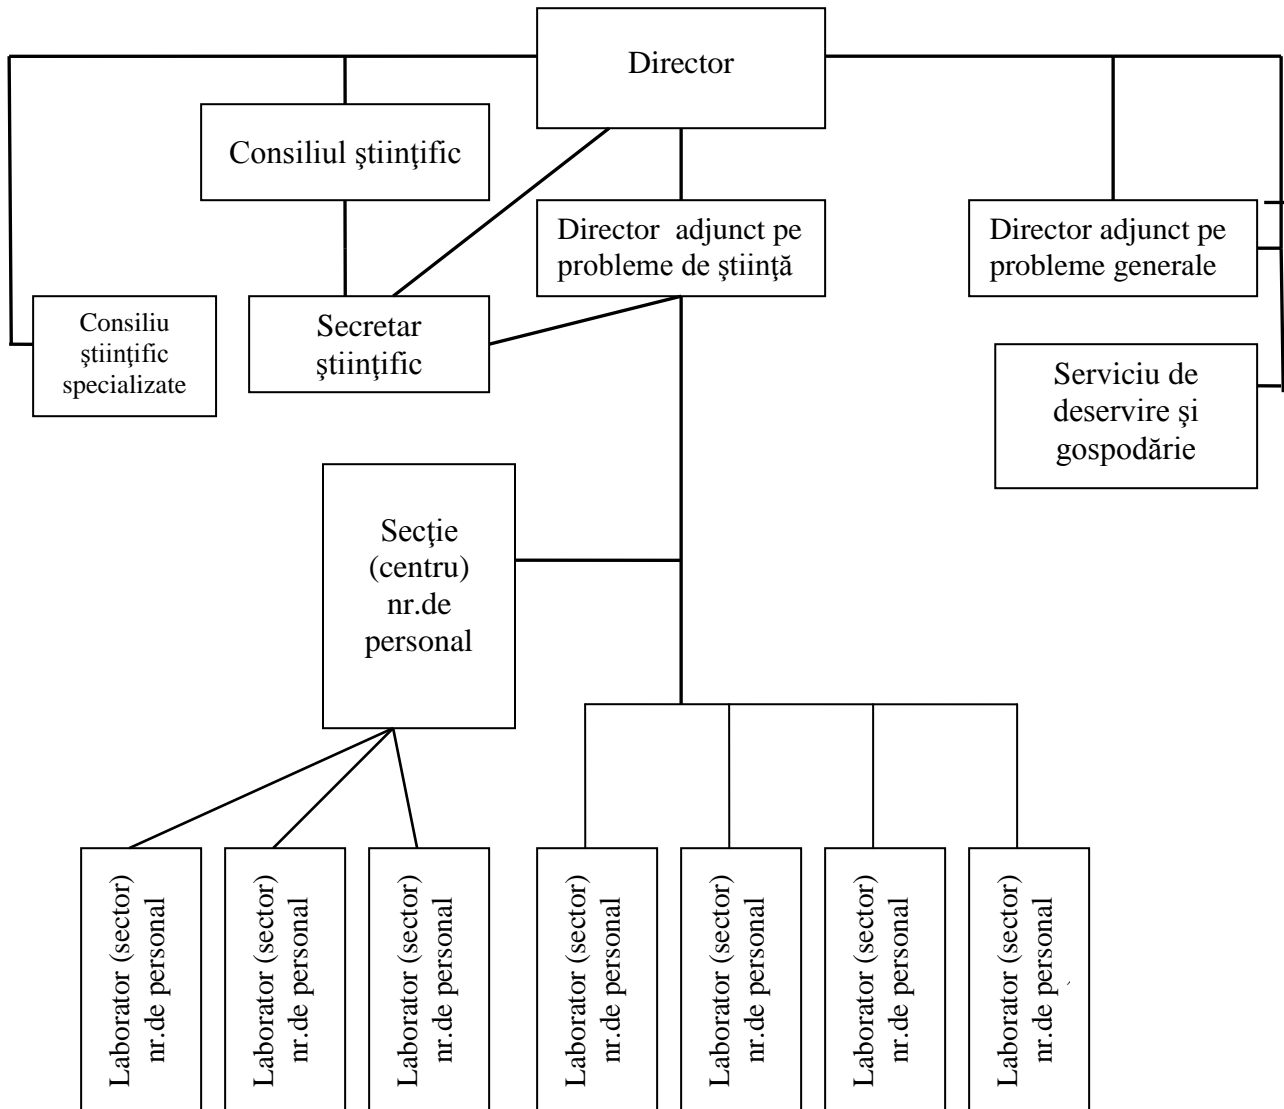 Director
Consiliul ştiinţific
Director adjunct pe
probleme de ştiinţă
Director adjunct pe
probleme generale
Consiliu
ştiinţific
specializate
Secretar
ştiinţific
Serviciu de
deservire şi
gospodărie
Secţie
(centru)
nr.de
personal
Laborator (sector)
nr.de personal
Laborator (sector)
nr.de personal
Laborator (sector)
nr.de personal
Laborator (sector)
nr.de personal
Laborator (sector)
nr.de personal
Laborator (sector)
nr.de personal
Laborator (sector)
nr.de personal